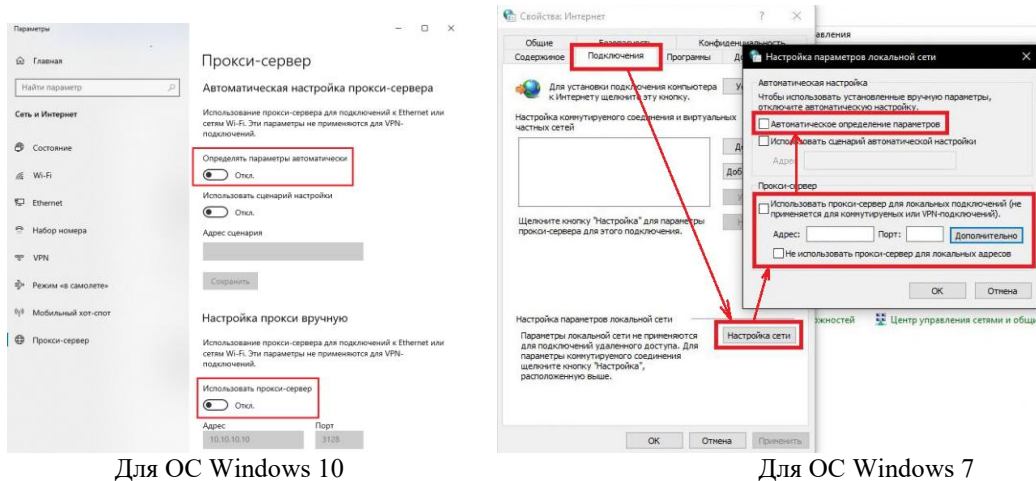 Параметры
Главная
Найти параметр
Сеть и Интернет
Состояние
Wi-Fi
Ethernet
Набор номера
VPN
Режим «в самолете»
Мобильный хот-спот
Прокси-сервер
Прокси-сервер
Автоматическая настройка прокси-сервера
Использование прокси-сервера для подключений к Ethernet или
сетям Wi-Fi. Эти параметры не применяются для VPN-
подключений.
Определять параметры автоматически
Откл.
Использовать сценарий настройки
Откл.
Адрес сценария
Сохранить
Настройка прокси вручную
Использование прокси-сервера для подключений к Ethernet или
сетям Wi-Fi. Эти параметры не применяются для VPN-
подключений.
Использовать прокси-сервер
Откл.
Адрес Порт
10.10.10.10 3128
Для ОС Windows 10
Свойства: Интернет
Общие Безопасность Конфиденциальность
Содержание Подключения Программы
Для установки подключения компьютера
к Интернету щелкните эту кнопку.
Настройка коммутируемого соединения и виртуальных
частных сетей
Щелкните кнопку "Настройка" для параметры
прокси-сервера для этого подключения.
Настройка параметров локальной сети
Параметры локальной сети не применяются
для подключений удаленного доступа. Для
параметры коммутируемого соединения
щелкните кнопку "Настройка",
расположенную выше.
Настройка сети
ОК Отмена Применить
Настройка параметров локальной сети
Автоматическая настройка
Чтобы использовать установленные вручную параметры,
отключите автоматическую настройку.
Автоматическое определение параметров
Использовать сценарий автоматической настройки
Адрес
Прокси-сервер
Использовать прокси-сервер для локальных подключений (не
применяется для коммутируемых или VPN-подключений).
Адрес: Порт: Дополнительно
Не использовать прокси-сервер для локальных адресов
ОК Отмена
Центр управления сетями и общи
Для ОС Windows 7